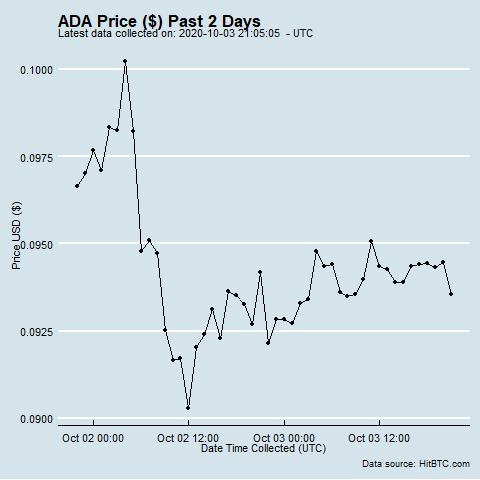 ADA Price ($) Past 2 Days
Latest data collected on: 2020-10-03 21:05:05 - UTC
0.1000
0.0975
0.0950
0.0925
0.0900
Price USD ($)
Oct 02 00:00 Oct 02 12:00 Oct 03 00:00 Oct 03 12:00
Date Time Collected (UTC)
Data source: HitBTC.com